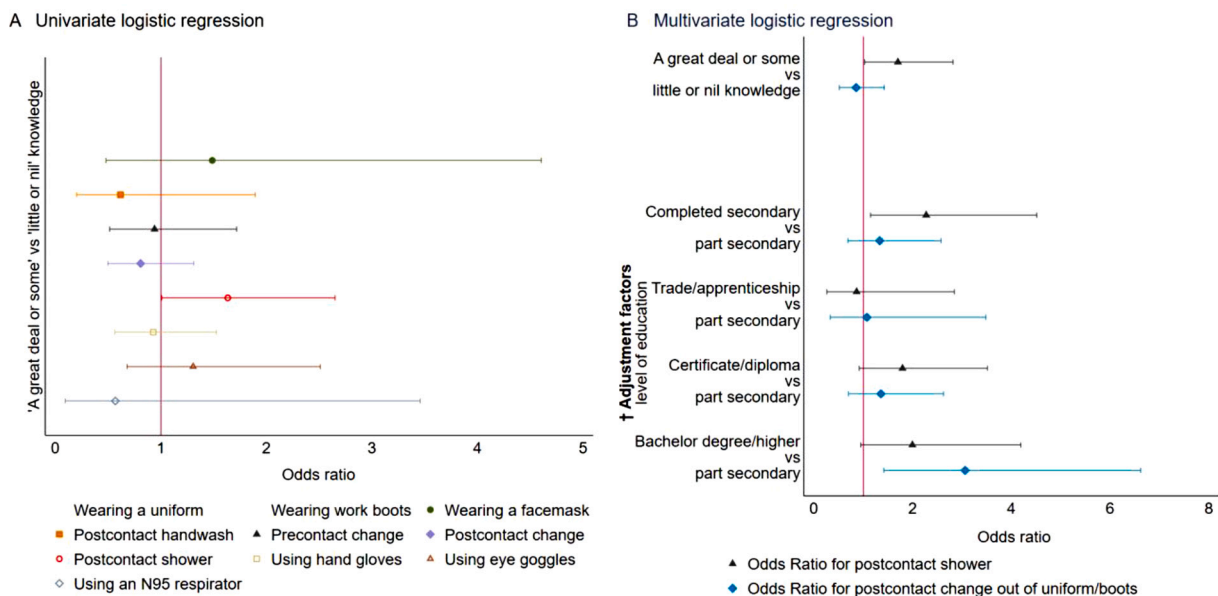 A Univariate logistic regression
'A great deal or some' vs 'little or nil' knowledge
0 1 2 3 4 5
Odds ratio
Wearing a uniform Wearing work boots Wearing a facemask
Postcontact handwash Precontact change Postcontact change
Postcontact shower Using hand gloves Using eye goggles
Using an N95 respirator
B Multivariate logistic regression
A great deal or some
vs
little or nil knowledge
Completed secondary
vs
part secondary
Trade/apprenticeship
vs
part secondary
Certificate/diploma
vs
part secondary
Bachelor degree/higher
vs
part secondary
† Adjustment factors
level of education
0 2 4 6 8
Odds ratio
Odds Ratio for postcontact shower
Odds Ratio for postcontact change out of uniform/boots